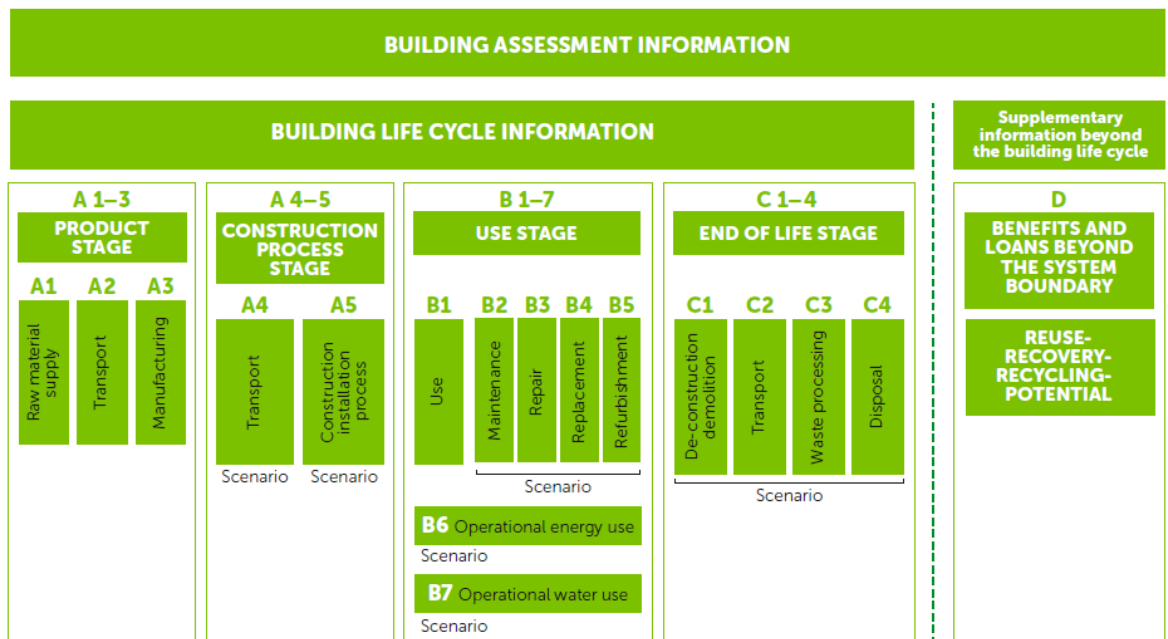 BUILDING ASSESSMENT INFORMATION
BUILDING LIFE CYCLE INFORMATION
Supplementary
information beyond
the building life cycle
A 1–3
PRODUCT
STAGE
A1
A2
A3
Raw material
supply
Transport
Manufacturing
A 4–5
CONSTRUCTION
PROCESS
STAGE
A4
A5
Transport
Construction
installation
process
Scenario
Scenario
B 1–7
USE STAGE
B1
B2
B3
B4
B5
Use
Maintenance
Repair
Replacement
Refurbishment
Scenario
B6 Operational energy use
Scenario
B7 Operational water use
Scenario
C 1–4
END OF LIFE STAGE
C1
C2
C3
C4
De-construction
demolition
Transport
Waste processing
Disposal
Scenario
D
BENEFITS AND
LOANS BEYOND
THE SYSTEM
BOUNDARY
REUSE-
RECOVERY-
RECYCLING-
POTENTIAL